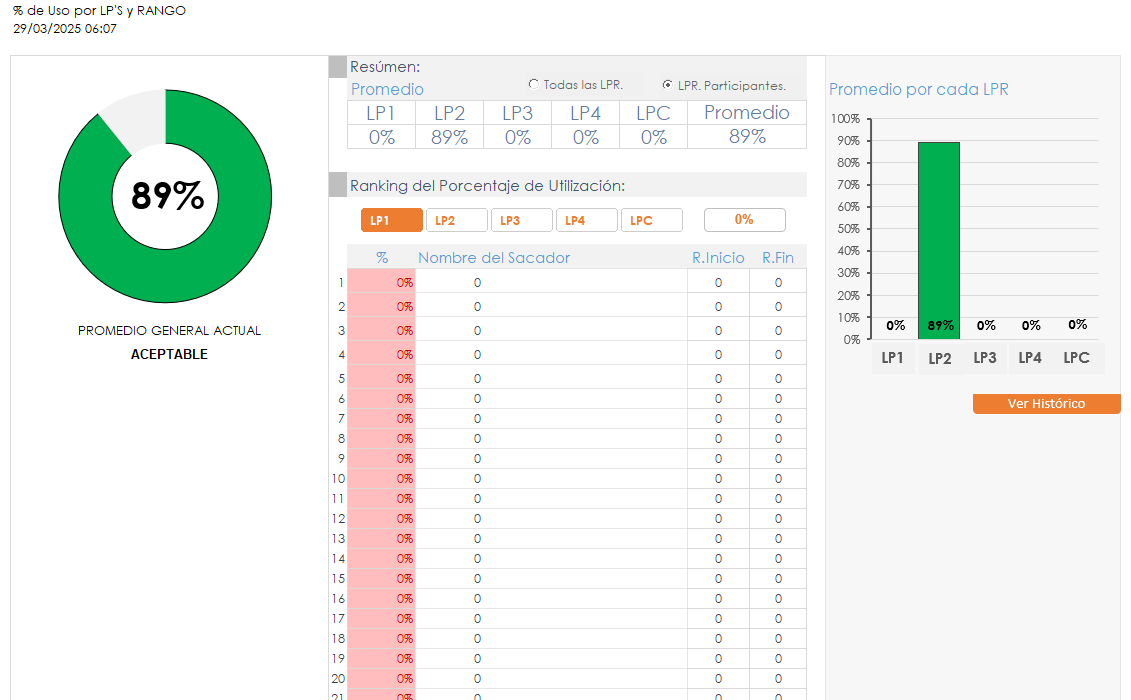 % de Uso por LP'S y RANGO
29/03/2025 06:07
89%
PROMEDIO GENERAL ACTUAL
ACEPTABLE
Resúmen:
Promedio
Todas las LPR.
LPR. Participantes.
LP1 LP2 LP3 LP4 LPC Promedio
0% 89% 0% 0% 0% 89%
Ranking del Porcentaje de Utilización:
LP1 LP2 LP3 LP4 LPC 0%
% Nombre del Sacador R.Inicio R.Fin
1 0% 0 0 0
2 0% 0 0 0
3 0% 0 0 0
4 0% 0 0 0
5 0% 0 0 0
6 0% 0 0 0
7 0% 0 0 0
8 0% 0 0 0
9 0% 0 0 0
10 0% 0 0 0
11 0% 0 0 0
12 0% 0 0 0
13 0% 0 0 0
14 0% 0 0 0
15 0% 0 0 0
16 0% 0 0 0
17 0% 0 0 0
18 0% 0 0 0
19 0% 0 0 0
20 0% 0 0 0
21 0% 0 0 0
Promedio por cada LPR
100%
90%
80%
70%
60%
50%
40%
30%
20%
10%
0%
0% 89% 0% 0% 0%
LP1 LP2 LP3 LP4 LPC
Ver Histórico